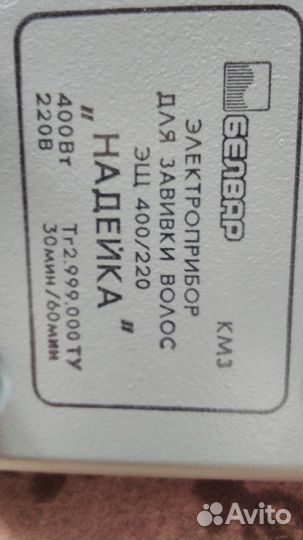 БЕЛВАР
КМЗ
ЭЛЕКТРОПРИБОР
ДЛЯ ЗАВИВКИ ВОЛОС
ЭЩ 400/220
"НАДЕЙКА"
400Вт Тг2.999.000ТУ
220В 30мин/60мин
Avito